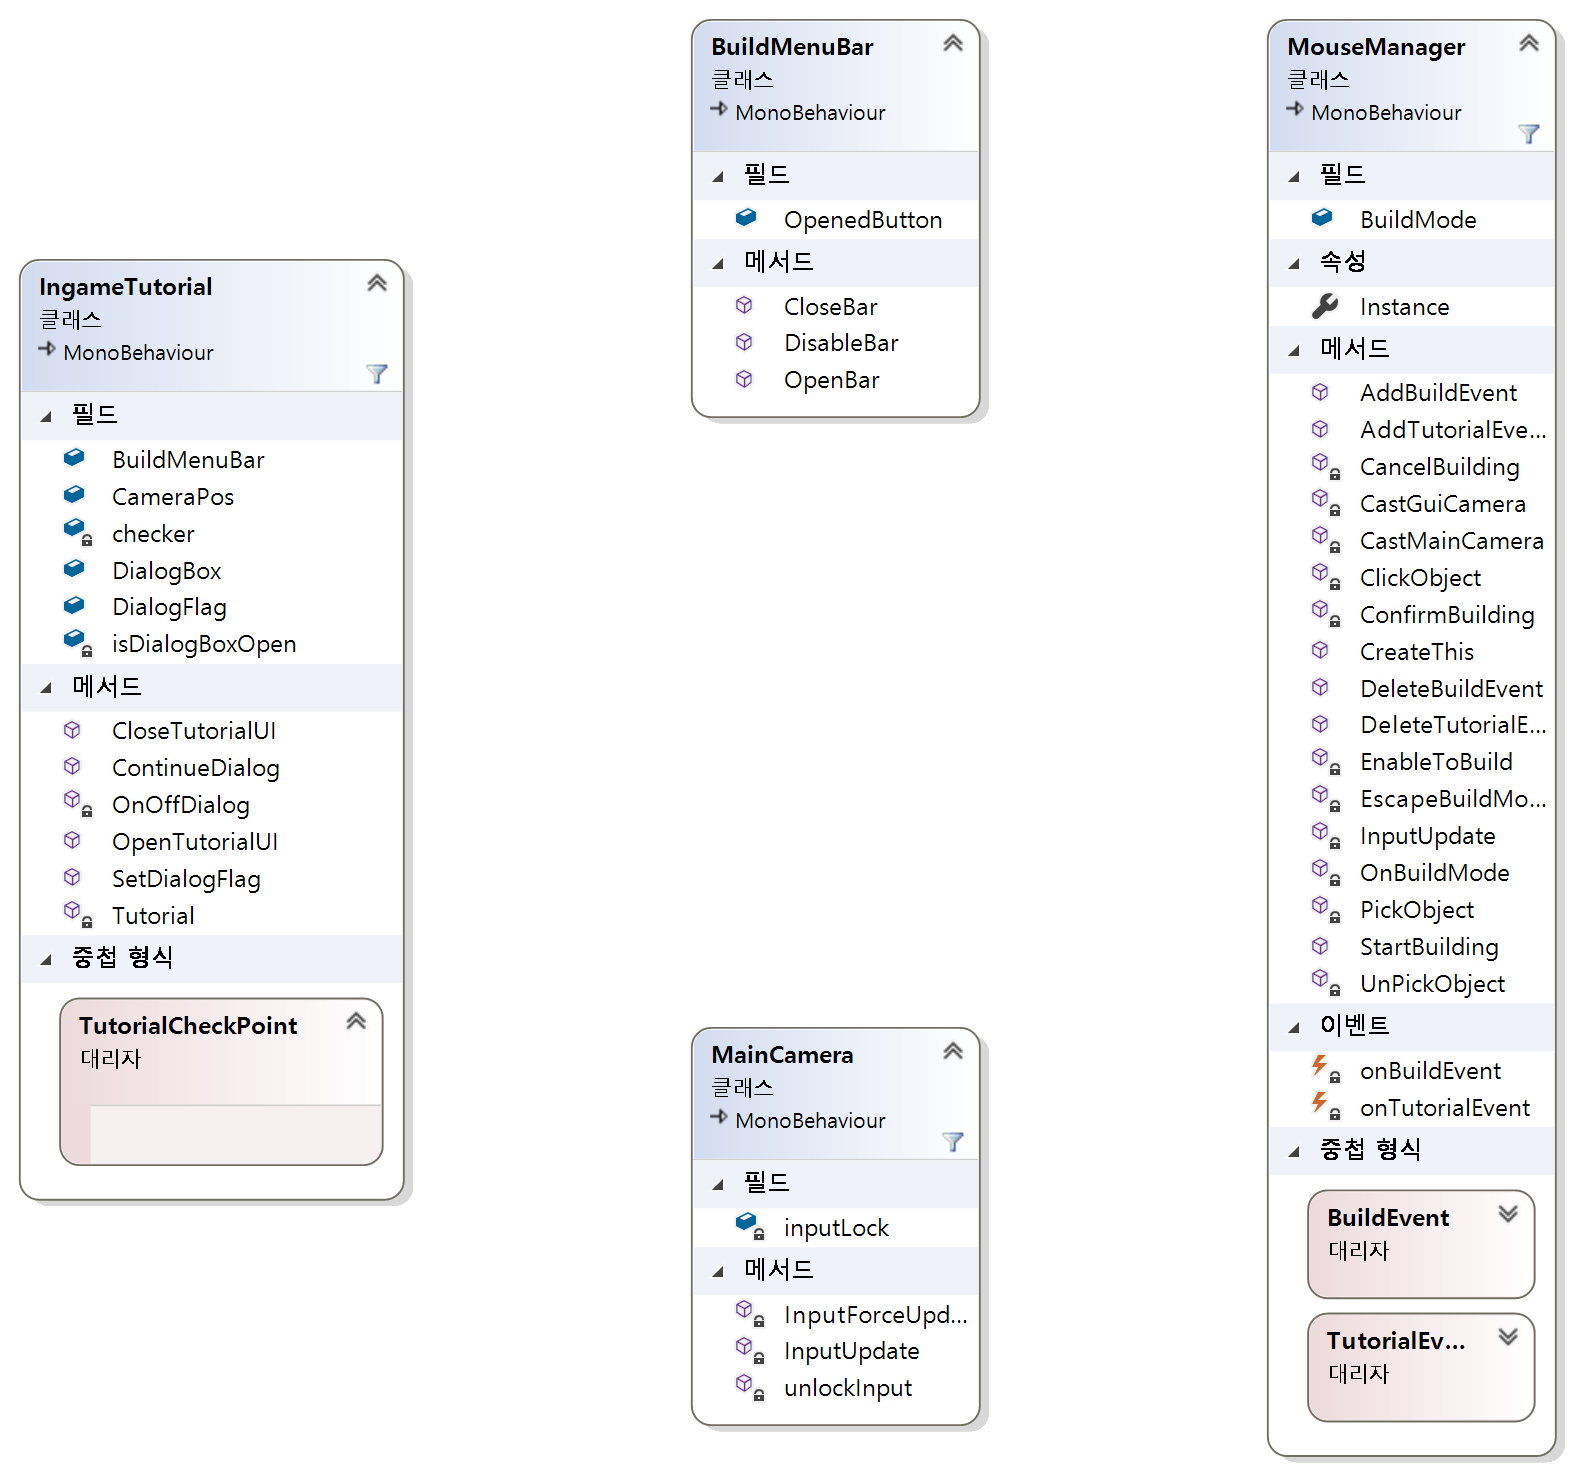 IngameTutorial
클래스
MonoBehaviour
필드
BuildMenuBar
CameraPos
checker
DialogBox
DialogFlag
isDialogBoxOpen
메서드
CloseTutorialUI
ContinueDialog
OnOffDialog
OpenTutorialUI
SetDialogFlag
Tutorial
중첩 형식
TutorialCheckPoint
대리자
BuildMenuBar
클래스
MonoBehaviour
필드
OpenedButton
메서드
CloseBar
DisableBar
OpenBar
MainCamera
클래스
MonoBehaviour
필드
inputLock
메서드
InputForceUpd...
InputUpdate
unlockInput
MouseManager
클래스
MonoBehaviour
필드
BuildMode
속성
Instance
메서드
AddBuildEvent
AddTutorialEve...
CancelBuilding
CastGuiCamera
CastMainCamera
ClickObject
ConfirmBuilding
CreateThis
DeleteBuildEvent
DeleteTutorialE...
EnableToBuild
EscapeBuildMo...
InputUpdate
OnBuildMode
PickObject
StartBuilding
UnPickObject
이벤트
onBuildEvent
onTutorialEvent
중첩 형식
BuildEvent
대리자
TutorialEv...
대리자